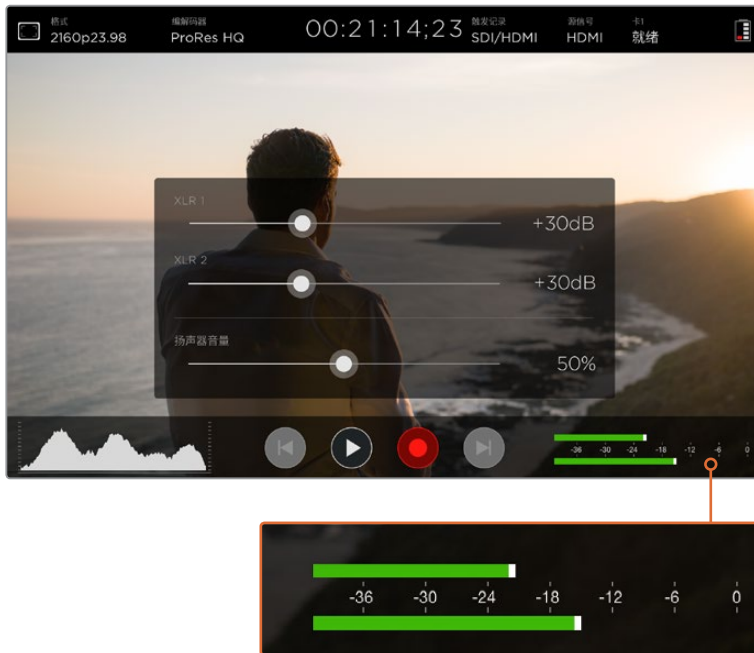 格式 编解码器 00:21:14;23 触发记录 源信号 卡1
2160p23.98 ProRes HQ SDI/HDMI HDMI 就绪
XLR 1
+30dB
XLR 2
+30dB
扬声器音量
50%
-36 -30 -24 -18 -12 -6 0
-36 -30 -24 -18 -12 -6 0